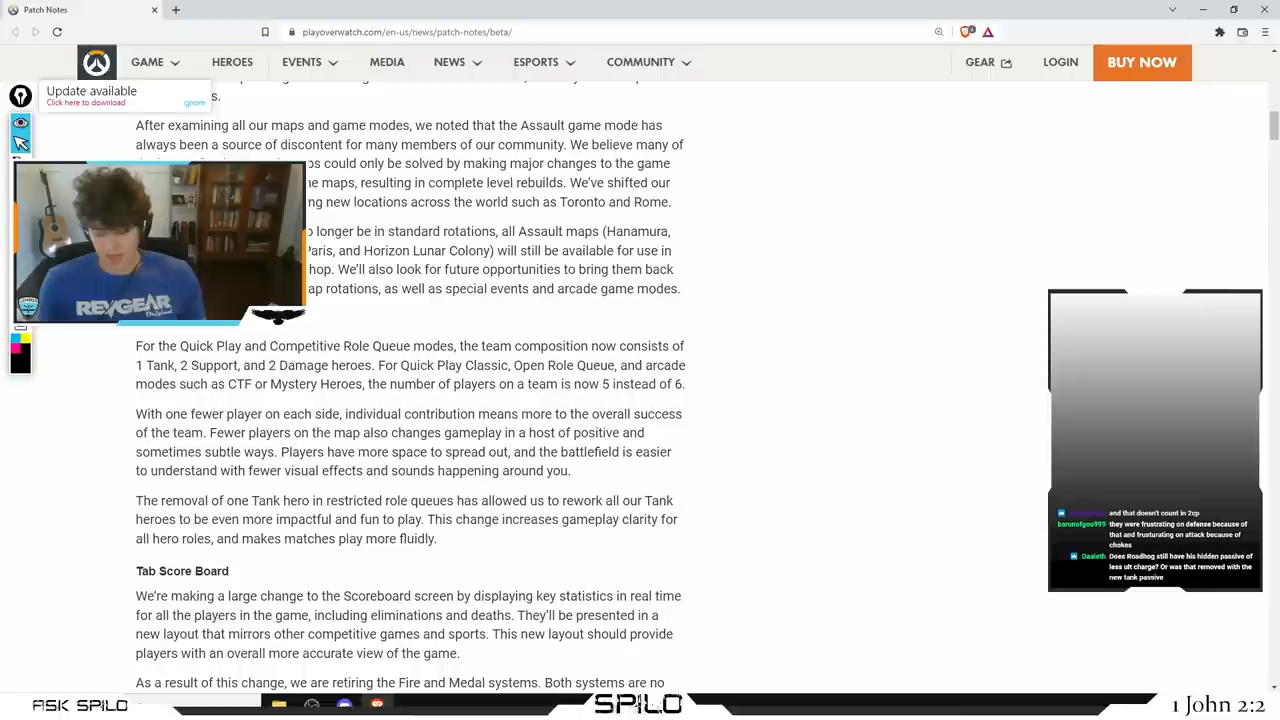 Patch Notes
playoverwatch.com/en-us/news/patch-notes/beta/
GAME HEROES EVENTS MEDIA NEWS ESPORTS COMMUNITY GEAR LOGIN BUY NOW
Update available
Click here to download ignore
s.
After examining all our maps and game modes, we noted that the Assault game mode has
always been a source of discontent for many members of our community. We believe many of
ps could only be solved by making major changes to the game
he maps, resulting in complete level rebuilds. We've shifted our
ng new locations across the world such as Toronto and Rome.
o longer be in standard rotations, all Assault maps (Hanamura,
Paris, and Horizon Lunar Colony) will still be available for use in
hop. We'll also look for future opportunities to bring them back
ap rotations, as well as special events and arcade game modes.
REVGEAR
Original
For the Quick Play and Competitive Role Queue modes, the team composition now consists of
1 Tank, 2 Support, and 2 Damage heroes. For Quick Play Classic, Open Role Queue, and arcade
modes such as CTF or Mystery Heroes, the number of players on a team is now 5 instead of 6.
With one fewer player on each side, individual contribution means more to the overall success
of the team. Fewer players on the map also changes gameplay in a host of positive and
sometimes subtle ways. Players have more space to spread out, and the battlefield is easier
to understand with fewer visual effects and sounds happening around you.
The removal of one Tank hero in restricted role queues has allowed us to rework all our Tank
heroes to be even more impactful and fun to play. This change increases gameplay clarity for
all hero roles, and makes matches play more fluidly.
Tab Score Board
We're making a large change to the Scoreboard screen by displaying key statistics in real time
for all the players in the game, including eliminations and deaths. They'll be presented in a
new layout that mirrors other competitive games and sports. This new layout should provide
players with an overall more accurate view of the game.
As a result of this change, we are retiring the Fire and Medal systems. Both systems are no
and that doesn't count in 2cp
baronofgoo999 they were frustrating on defense because of
that and frusturating on attack because of
chokes
Daaleth Does Roadhog still have his hidden passive of
less ult charge? Or was that removed with the
new tank passive
ASK SPILO SPILO 1 John 2:2